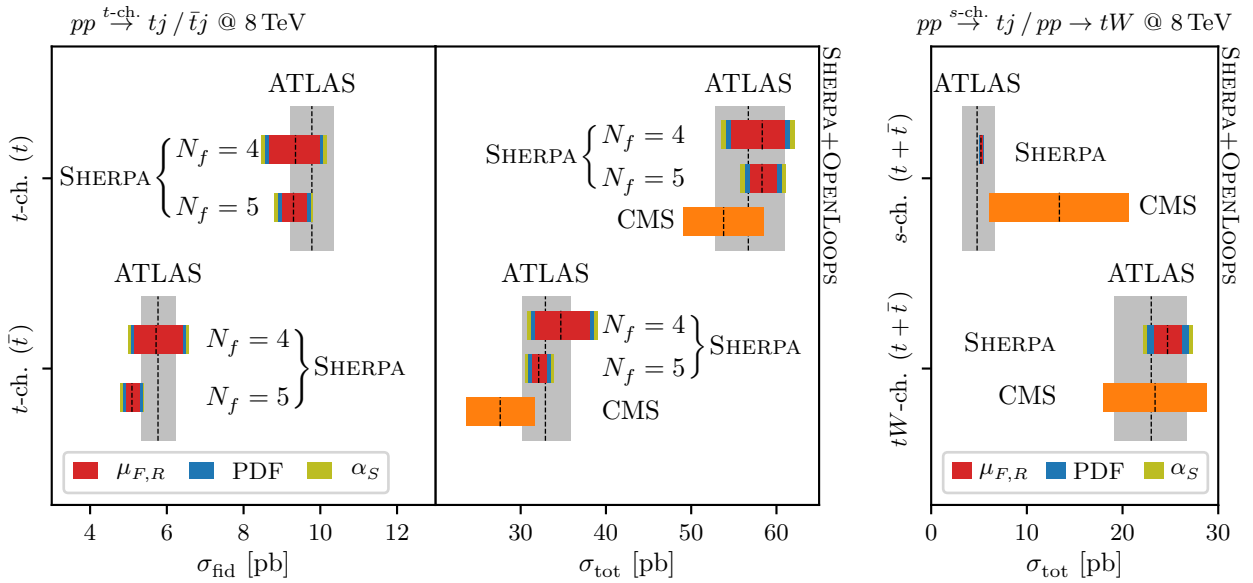 pp →^{t-ch.} tj / t̄j @ 8 TeV
ATLAS
SHERPA
N_f = 4
N_f = 5
t-ch. (t)
ATLAS
N_f = 4
N_f = 5
SHERPA
t-ch. (t̄)
μ_{F,R} PDF α_S
4 6 8 10 12
σ_fid [pb]
ATLAS
SHERPA
N_f = 4
N_f = 5
CMS
ATLAS
N_f = 4
N_f = 5
SHERPA
CMS
30 40 50 60
σ_tot [pb]
SHERPA+OPENLOOPS
pp →^{s-ch.} tj / pp → tW @ 8 TeV
ATLAS
SHERPA
CMS
s-ch. (t + t̄)
ATLAS
SHERPA
CMS
tW-ch. (t + t̄)
μ_{F,R} PDF α_S
0 10 20 30
σ_tot [pb]
SHERPA+OPENLOOPS